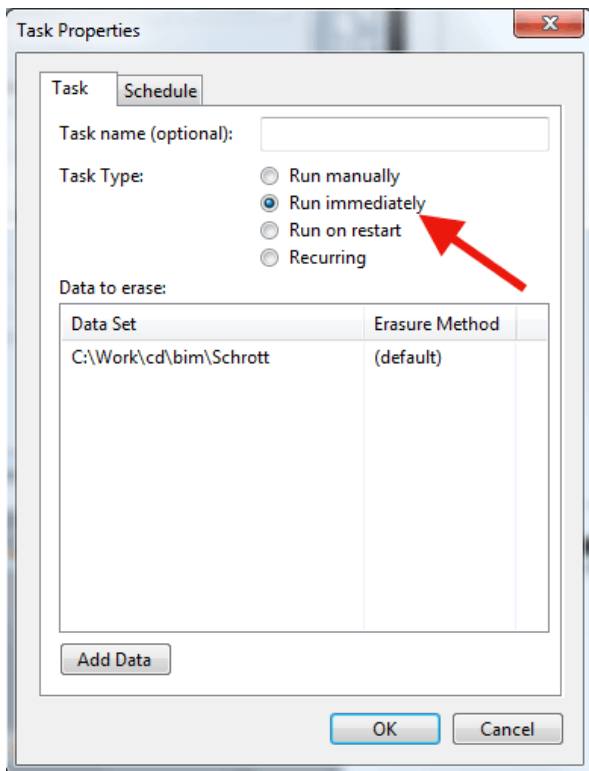 Task Properties
Task Schedule
Task name (optional):
Task Type: Run manually
Run immediately
Run on restart
Recurring
Data to erase:
Data Set Erasure Method
C:\Work\cd\bim\Schrott (default)
Add Data
OK Cancel